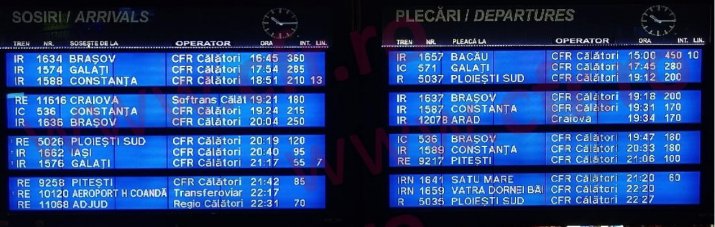 SOSIRI / ARRIVALS
TREN NR. SOSEȘTE DE LA OPERATOR ORA INT. LIN.
IR 1634 BRAȘOV CFR Călători 16:45 360
IR 1574 GALAȚI CFR Călători 17:54 285
IR 1588 CONSTANȚA CFR Călători 18:51 210 13
RE 11616 CRAIOVA Softrans Călăt 19:21 180
IC 536 CONSTANȚA CFR Călători 19:24 215
IR 1636 BRAȘOV CFR Călători 20:04 250
RE 5026 PLOIEȘTI SUD CFR Călători 20:19 120
IR 1662 IAȘI CFR Călători 20:40 95
IR 1576 GALAȚI CFR Călători 21:17 55 7
RE 9258 PITEȘTI CFR Călători 21:42 85
RE 10120 AEROPORT H COANDĂ Transferoviar 22:17
RE 11068 ADJUD Regio Călători 22:31 70
PLECĂRI / DEPARTURES
TREN NR. PLEACĂ LA OPERATOR ORA INT. LIN.
IR 1657 BACĂU CFR Călători 15:00 450 10
IC 571 GALAȚI CFR Călători 17:45 280
R 5037 PLOIEȘTI SUD CFR Călători 19:12 200
IR 1637 BRAȘOV CFR Călători 19:18 200
IR 1587 CONSTANȚA CFR Călători 19:31 170
IR 12078 ARAD Craiova 19:34 170
IC 536 BRAȘOV CFR Călători 19:47 180
IR 1589 CONSTANȚA CFR Călători 20:33 180
RE 9217 PITEȘTI CFR Călători 21:06 100
IRN 1641 SATU MARE CFR Călători 21:20 60
IRN 1659 VATRA DORNEI BĂI CFR Călători 22:20
R 5035 PLOIEȘTI SUD CFR Călători 22:27